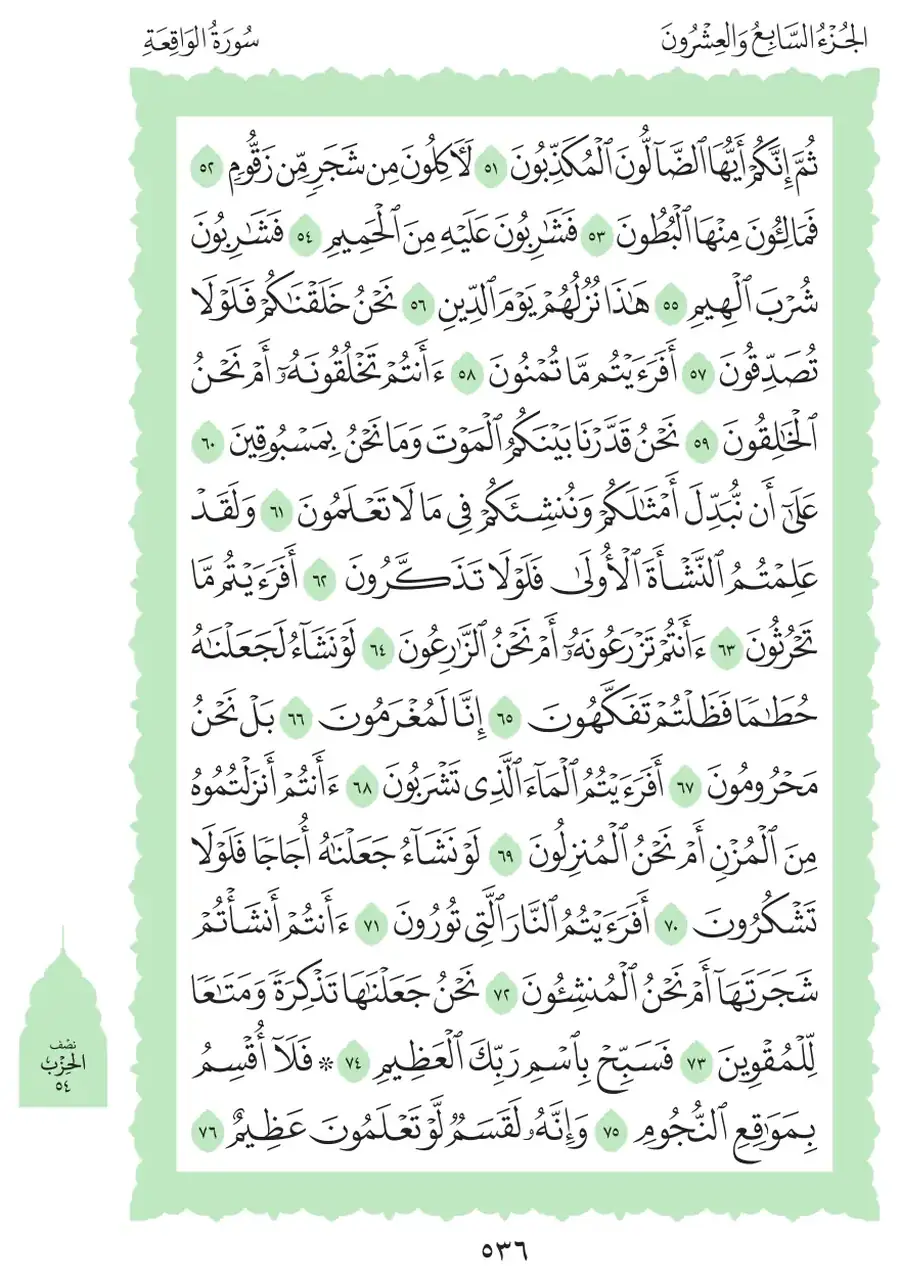 الجُزْءُ السَّابِعُ وَالعِشْرُونَ
سُورَةُ الوَاقِعَةِ
ثُمَّ إِنَّكُمْ أَيُّهَا ٱلضَّآلُّونَ ٱلْمُكَذِّبُونَ ٥١ لَأٓكِلُونَ مِن شَجَرٍ مِّن زَقُّومٍ ٥٢
فَمَالِـُٔونَ مِنْهَا ٱلْبُطُونَ ٥٣ فَشَٰرِبُونَ عَلَيْهِ مِنَ ٱلْحَمِيمِ ٥٤ فَشَٰرِبُونَ
شُرْبَ ٱلْهِيمِ ٥٥ هَٰذَا نُزُلُهُمْ يَوْمَ ٱلدِّينِ ٥٦ نَحْنُ خَلَقْنَٰكُمْ فَلَوْلَا
تُصَدِّقُونَ ٥٧ أَفَرَءَيْتُم مَّا تُمْنُونَ ٥٨ ءَأَنتُمْ تَخْلُقُونَهُۥٓ أَمْ نَحْنُ
ٱلْخَٰلِقُونَ ٥٩ نَحْنُ قَدَّرْنَا بَيْنَكُمُ ٱلْمَوْتَ وَمَا نَحْنُ بِمَسْبُوقِينَ ٦٠
عَلَىٰٓ أَن نُّبَدِّلَ أَمْثَٰلَكُمْ وَنُنشِئَكُمْ فِى مَا لَا تَعْلَمُونَ ٦١ وَلَقَدْ
عَلِمْتُمُ ٱلنَّشْأَةَ ٱلْأُولَىٰ فَلَوْلَا تَذَكَّرُونَ ٦٢ أَفَرَءَيْتُم مَّا
تَحْرُثُونَ ٦٣ ءَأَنتُمْ تَزْرَعُونَهُۥٓ أَمْ نَحْنُ ٱلزَّٰرِعُونَ ٦٤ لَوْ نَشَآءُ لَجَعَلْنَٰهُ
حُطَٰمًا فَظَلْتُمْ تَفَكَّهُونَ ٦٥ إِنَّا لَمُغْرَمُونَ ٦٦ بَلْ نَحْنُ
مَحْرُومُونَ ٦٧ أَفَرَءَيْتُمُ ٱلْمَآءَ ٱلَّذِى تَشْرَبُونَ ٦٨ ءَأَنتُمْ أَنزَلْتُمُوهُ
مِنَ ٱلْمُزْنِ أَمْ نَحْنُ ٱلْمُنزِلُونَ ٦٩ لَوْ نَشَآءُ جَعَلْنَٰهُ أُجَاجًا فَلَوْلَا
تَشْكُرُونَ ٧٠ أَفَرَءَيْتُمُ ٱلنَّارَ ٱلَّتِى تُورُونَ ٧١ ءَأَنتُمْ أَنشَأْتُمْ
شَجَرَتَهَآ أَمْ نَحْنُ ٱلْمُنشِـُٔونَ ٧٢ نَحْنُ جَعَلْنَٰهَا تَذْكِرَةً وَمَتَٰعًا
لِّلْمُقْوِينَ ٧٣ فَسَبِّحْ بِٱسْمِ رَبِّكَ ٱلْعَظِيمِ ٧٤ * فَلَآ أُقْسِمُ
بِمَوَٰقِعِ ٱلنُّجُومِ ٧٥ وَإِنَّهُۥ لَقَسَمٌ لَّوْ تَعْلَمُونَ عَظِيمٌ ٧٦
نصف
الحِزْب
٥٤
٥٣٦